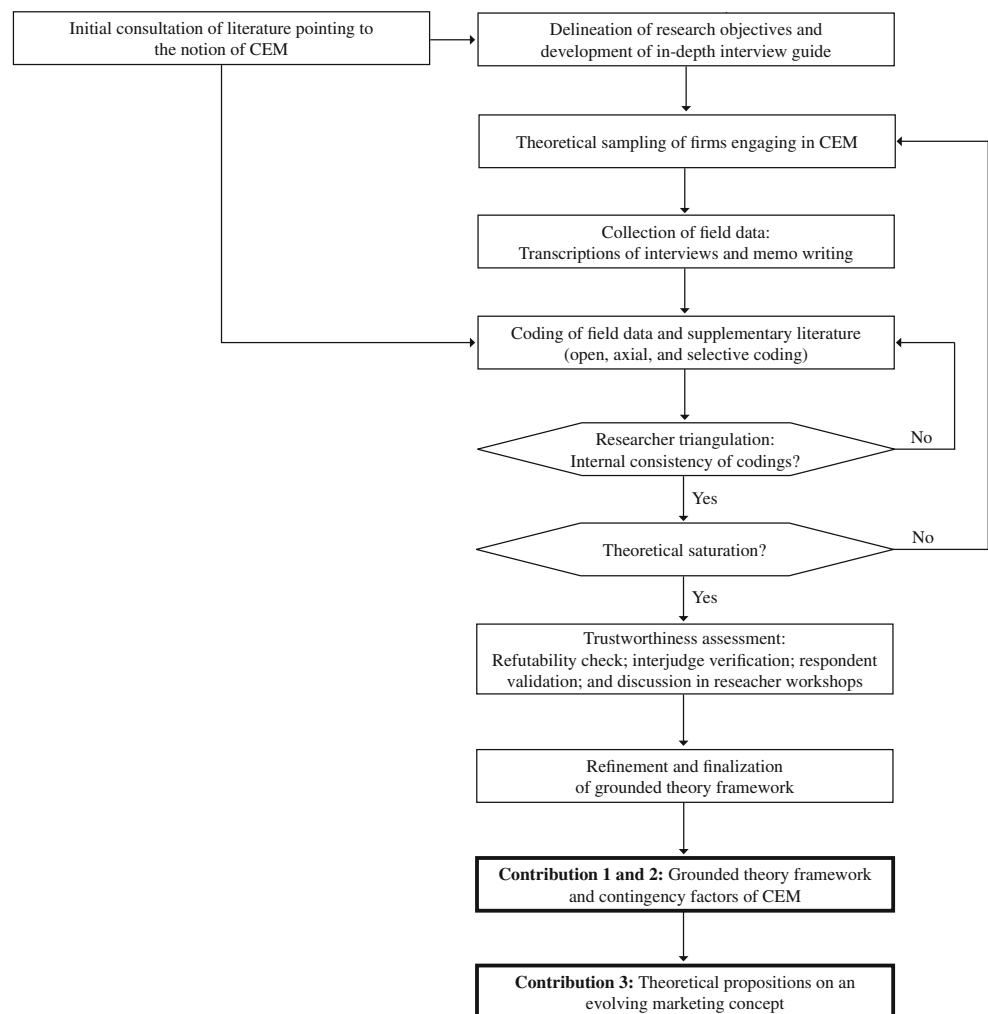 Initial consultation of literature pointing to
the notion of CEM
Delineation of research objectives and
development of in-depth interview guide
Theoretical sampling of firms engaging in CEM
Collection of field data:
Transcriptions of interviews and memo writing
Coding of field data and supplementary literature
(open, axial, and selective coding)
Researcher triangulation:
Internal consistency of codings?
No
Yes
Theoretical saturation?
No
Yes
Trustworthiness assessment:
Refutability check; interjudge verification; respondent
validation; and discussion in reseacher workshops
Refinement and finalization
of grounded theory framework
Contribution 1 and 2: Grounded theory framework
and contingency factors of CEM
Contribution 3: Theoretical propositions on an
evolving marketing concept